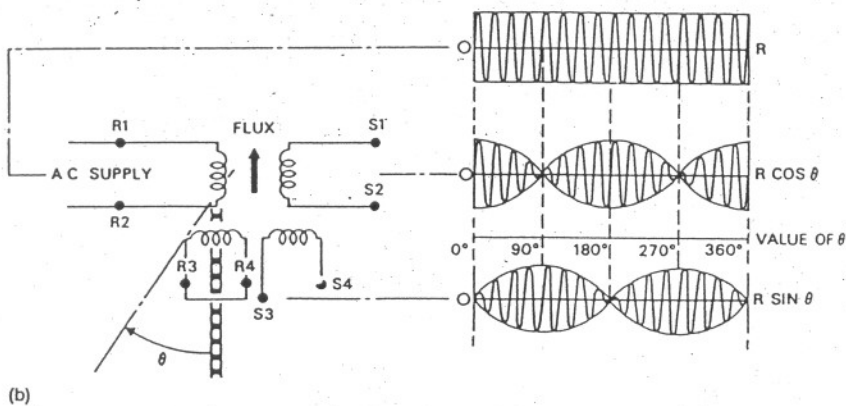 R
R1
FLUX
S1
A C SUPPLY
R COS θ
R2
S2
0° 90° 180° 270° 360° VALUE OF θ
R3 R4
S4
S3
R SIN θ
θ
(b)